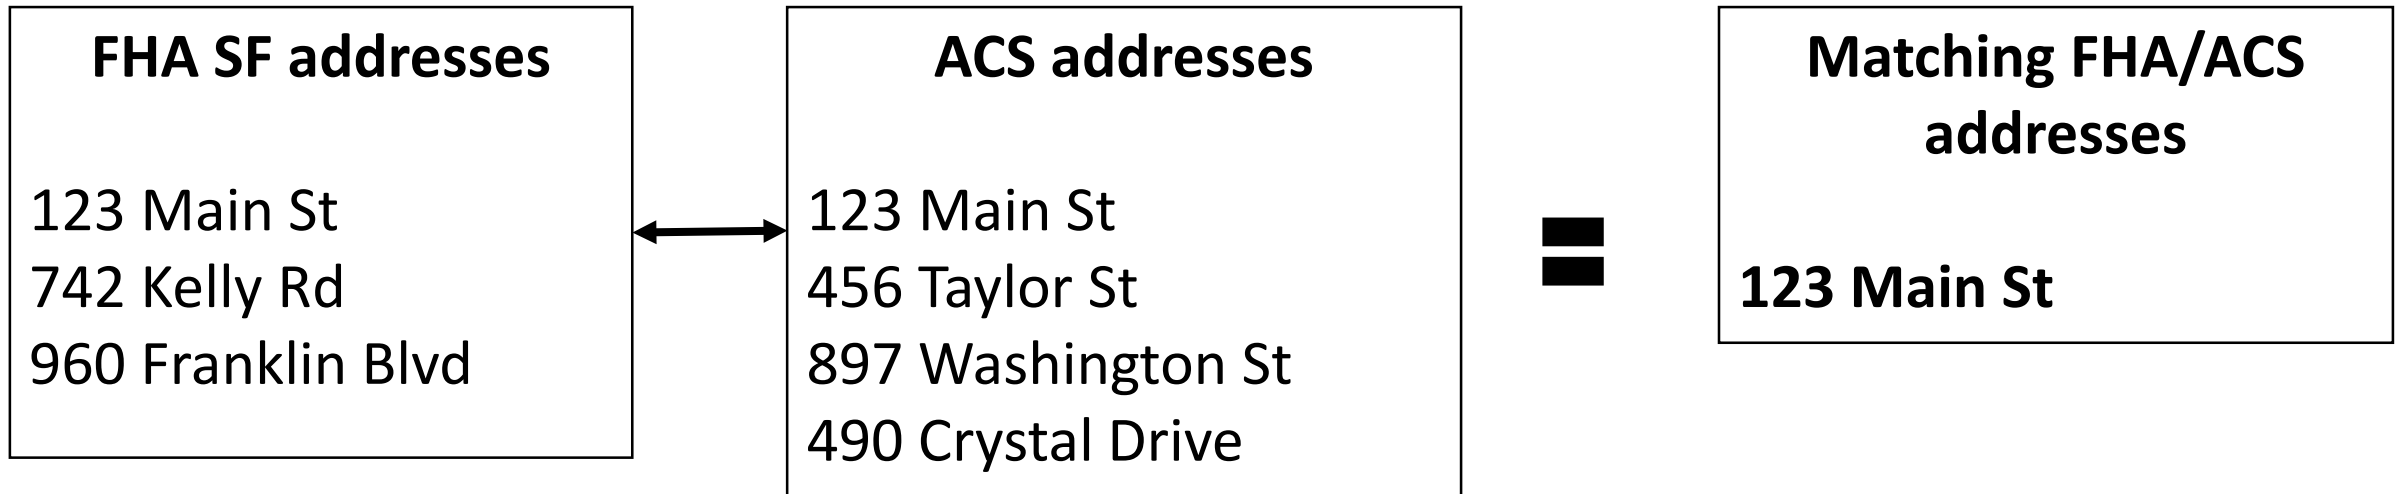 FHA SF addresses
123 Main St
742 Kelly Rd
960 Franklin Blvd
ACS addresses
123 Main St
456 Taylor St
897 Washington St
490 Crystal Drive
=
Matching FHA/ACS
addresses
123 Main St